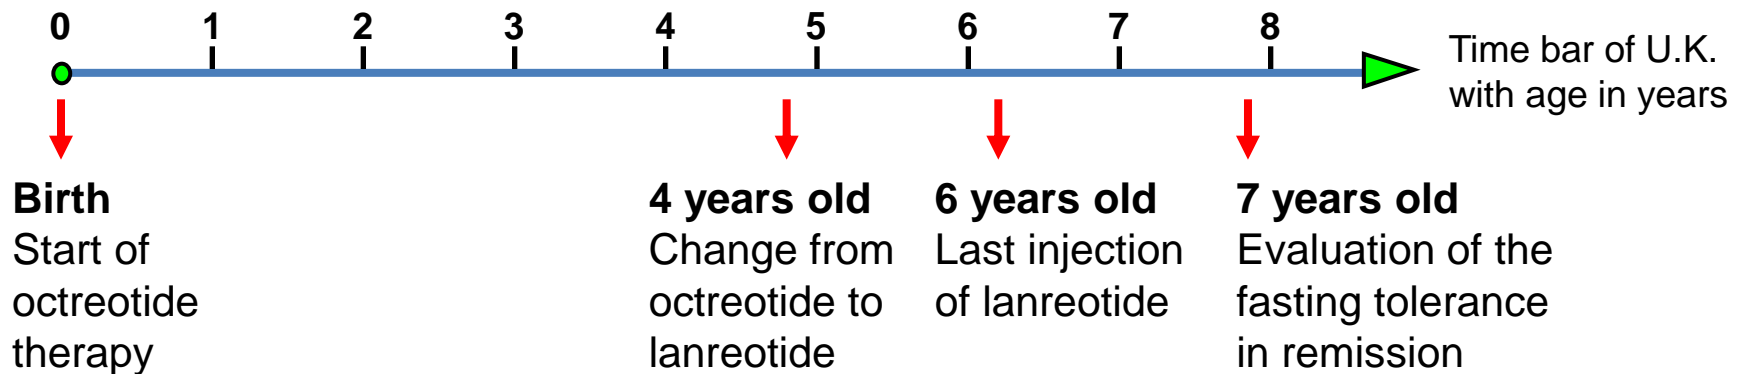 0 1 2 3 4 5 6 7 8
Time bar of U.K.
with age in years
Birth
Start of
octreotide
therapy
4 years old
Change from
octreotide to
lanreotide
6 years old
Last injection
of lanreotide
7 years old
Evaluation of the
fasting tolerance
in remission